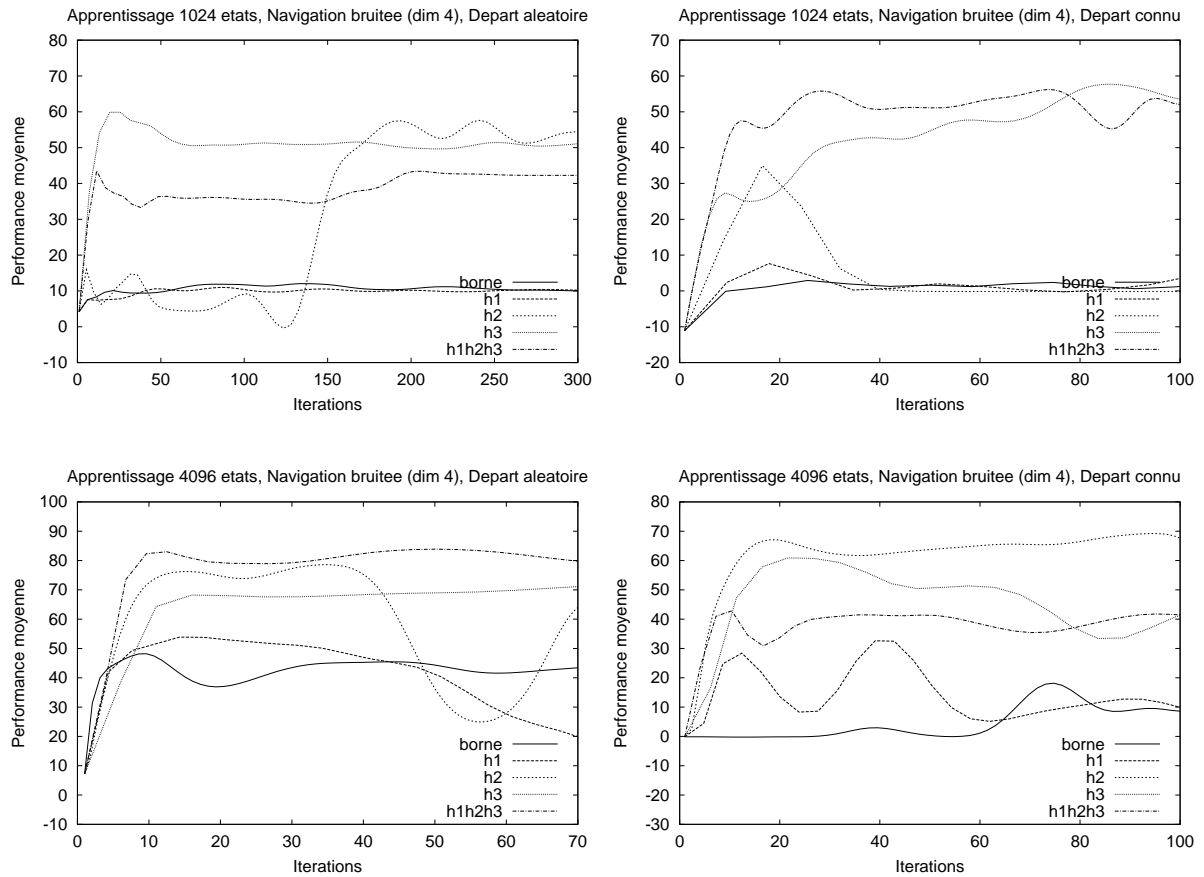 Apprentissage 1024 etats, Navigation bruitee (dim 4), Depart aleatoire
80
70
60
50
40
30
20
10
0
-10
0 50 100 150 200 250 300
Performance moyenne
Iterations
borne
h1
h2
h3
h1h2h3
Apprentissage 1024 etats, Navigation bruitee (dim 4), Depart connu
70
60
50
40
30
20
10
0
-10
-20
0 20 40 60 80 100
Performance moyenne
Iterations
borne
h1
h2
h3
h1h2h3
Apprentissage 4096 etats, Navigation bruitee (dim 4), Depart aleatoire
100
90
80
70
60
50
40
30
20
10
0
-10
0 10 20 30 40 50 60 70
Performance moyenne
Iterations
borne
h1
h2
h3
h1h2h3
Apprentissage 4096 etats, Navigation bruitee (dim 4), Depart connu
80
70
60
50
40
30
20
10
0
-10
-20
-30
0 20 40 60 80 100
Performance moyenne
Iterations
borne
h1
h2
h3
h1h2h3